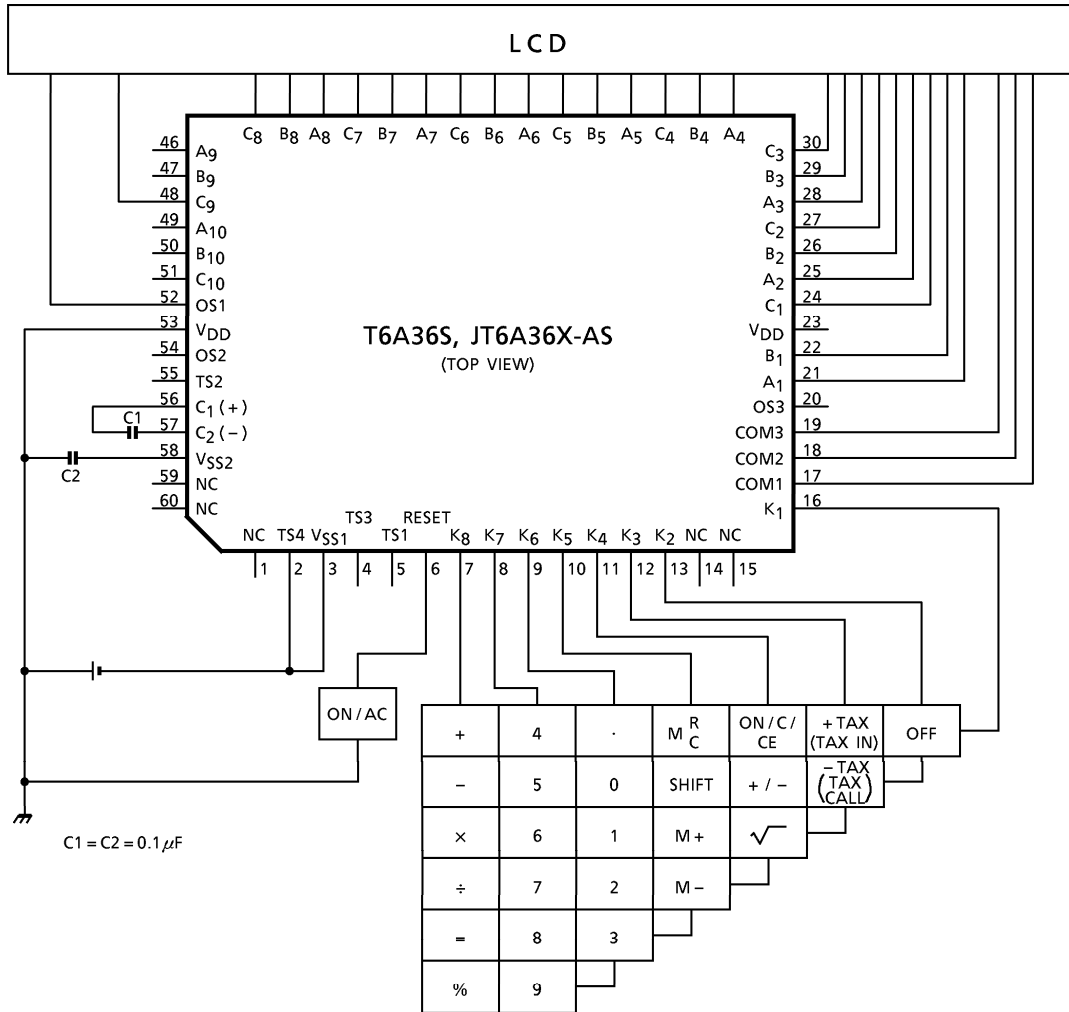 LCD
C8 B8 A8 C7 B7 A7 C6 B6 A6 C5 B5 A5 C4 B4 A4
46 A9
47 B9
48 C9
49 A10
50 B10
51 C10
52 OS1
53 VDD
54 OS2
55 TS2
56 C1 (+)
57 C2 (−)
58 VSS2
59 NC
60 NC
C1
C2
T6A36S, JT6A36X-AS
(TOP VIEW)
C3 30
B3 29
A3 28
C2 27
B2 26
A2 25
C1 24
VDD 23
B1 22
A1 21
OS3 20
COM3 19
COM2 18
COM1 17
K1 16
NC TS4 VSS1 TS3 TS1 RESET K8 K7 K6 K5 K4 K3 K2 NC NC
1 2 3 4 5 6 7 8 9 10 11 12 13 14 15
ON/AC
+ 4 · M R C ON/C/CE +TAX (TAX IN) OFF
− 5 0 SHIFT +/− −TAX (TAX CALL)
× 6 1 M+ √
÷ 7 2 M−
= 8 3
% 9
C1 = C2 = 0.1 μF